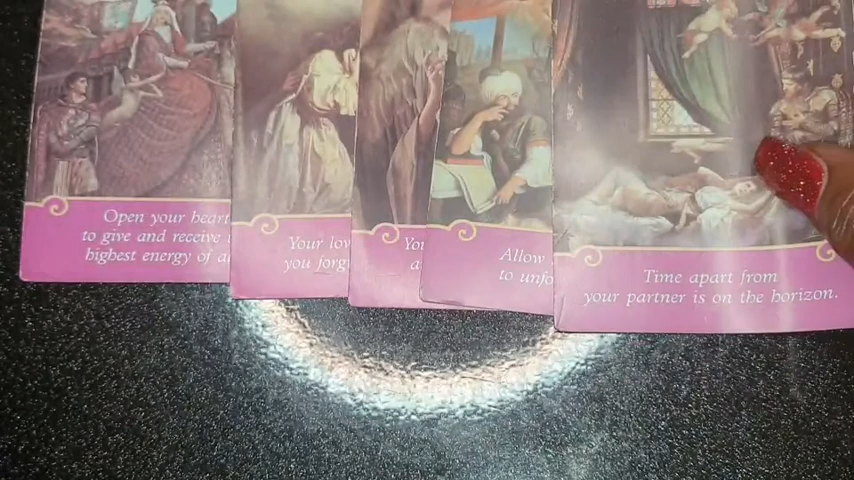 Open your heart
to give and receive
highest energy of a
Your lov
you forg
Yo
a
Allow
to unfo
Time apart from
your partner is on the horizon.